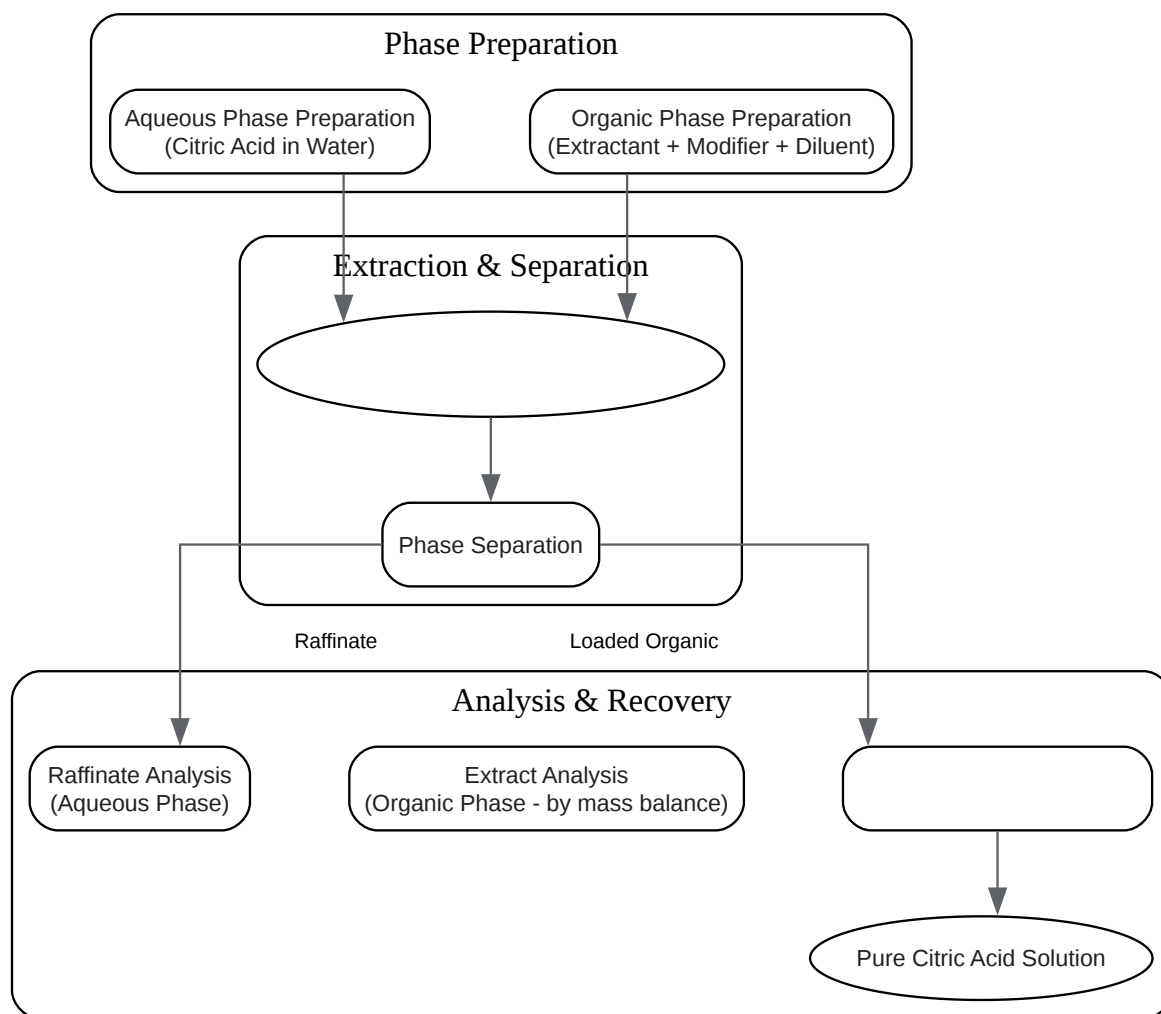 Phase Preparation
Aqueous Phase Preparation
(Citric Acid in Water)
Organic Phase Preparation
(Extractant + Modifier + Diluent)
Extraction & Separation
Phase Separation
Raffinate
Loaded Organic
Analysis & Recovery
Raffinate Analysis
(Aqueous Phase)
Extract Analysis
(Organic Phase - by mass balance)
Pure Citric Acid Solution